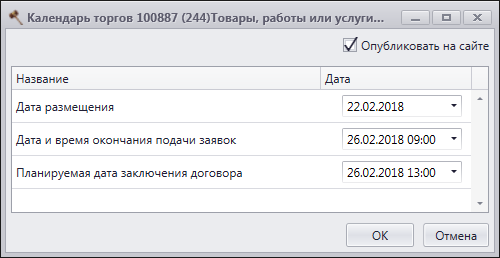 Календарь торгов 100887 (244)Товары, работы или услуги...
Опубликовать на сайте
Название Дата
Дата размещения 22.02.2018
Дата и время окончания подачи заявок 26.02.2018 09:00
Планируемая дата заключения договора 26.02.2018 13:00
ОК Отмена